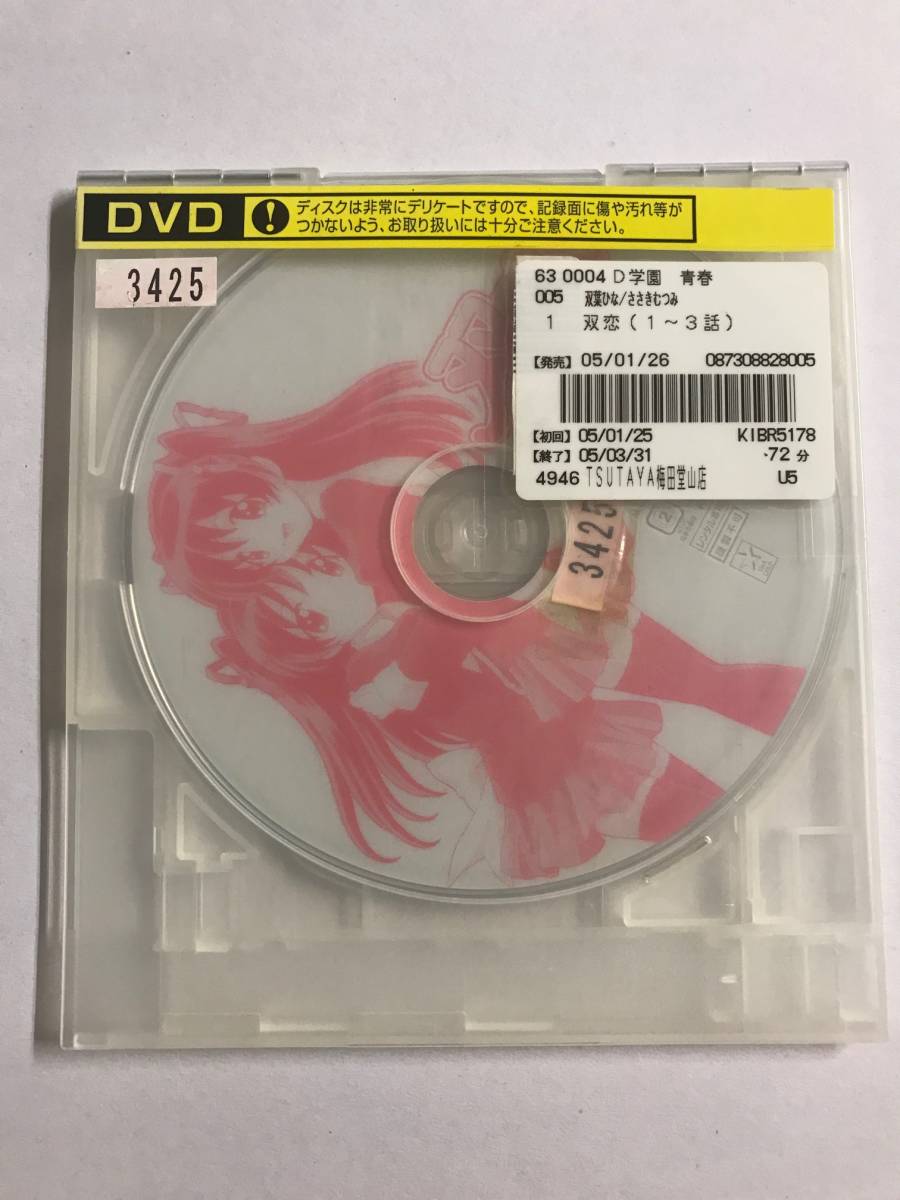 DVD
ディスクは非常にデリケートですので、記録面に傷や汚れ等が
つかないよう、お取り扱いには十分ご注意ください。
3425
63 0004 D学園 青春
005 双葉ひな/ささきむつみ
1 双恋(1~3話)
【発売】05/01/26 087308828005
【初回】05/01/25 KIBR5178
【終了】05/03/31 72分
4946 TSUTAYA梅田堂山店 U5
3425
2